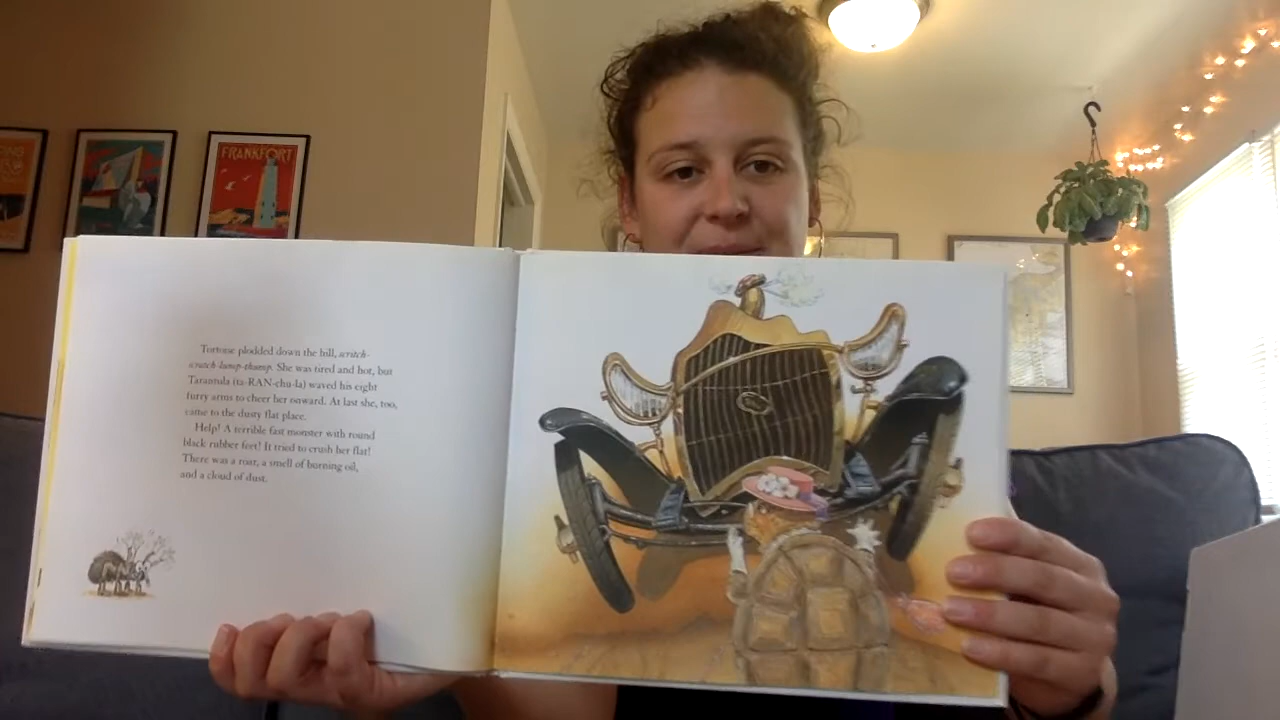 FRANKFORT
Tortoise plodded down the hill, scritch-
scratch-lump-thump. She was tired and hot, but
Tarantula (ta-RAN-chu-la) waved his eight
furry arms to cheer her onward. At last she, too,
came to the dusty flat place.
Help! A terrible fast monster with round
black rubber feet! It tried to crush her flat!
There was a roar, a smell of burning oil,
and a cloud of dust.